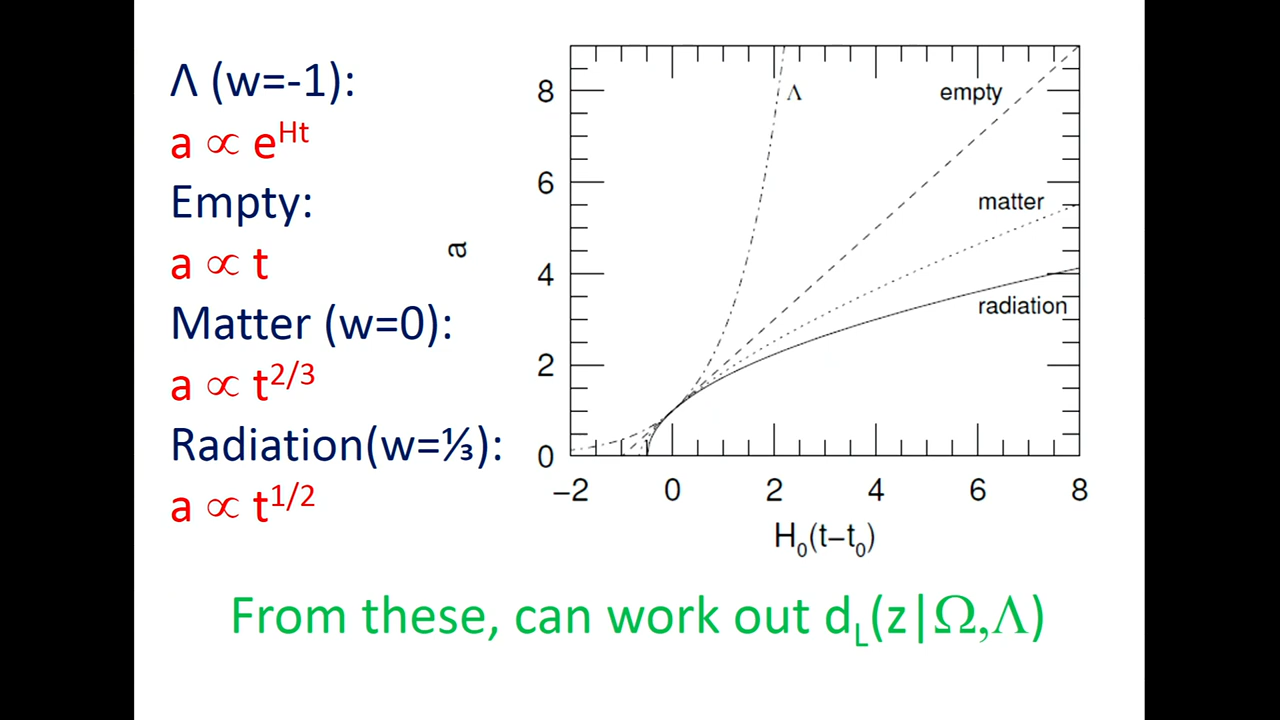 Λ (w=-1):
a ∝ e^Ht
Empty:
a ∝ t
Matter (w=0):
a ∝ t^2/3
Radiation(w=⅓):
a ∝ t^1/2
a
8
6
4
2
0
−2 0 2 4 6 8
H₀(t−t₀)
Λ
empty
matter
radiation
From these, can work out d_L(z|Ω,Λ)